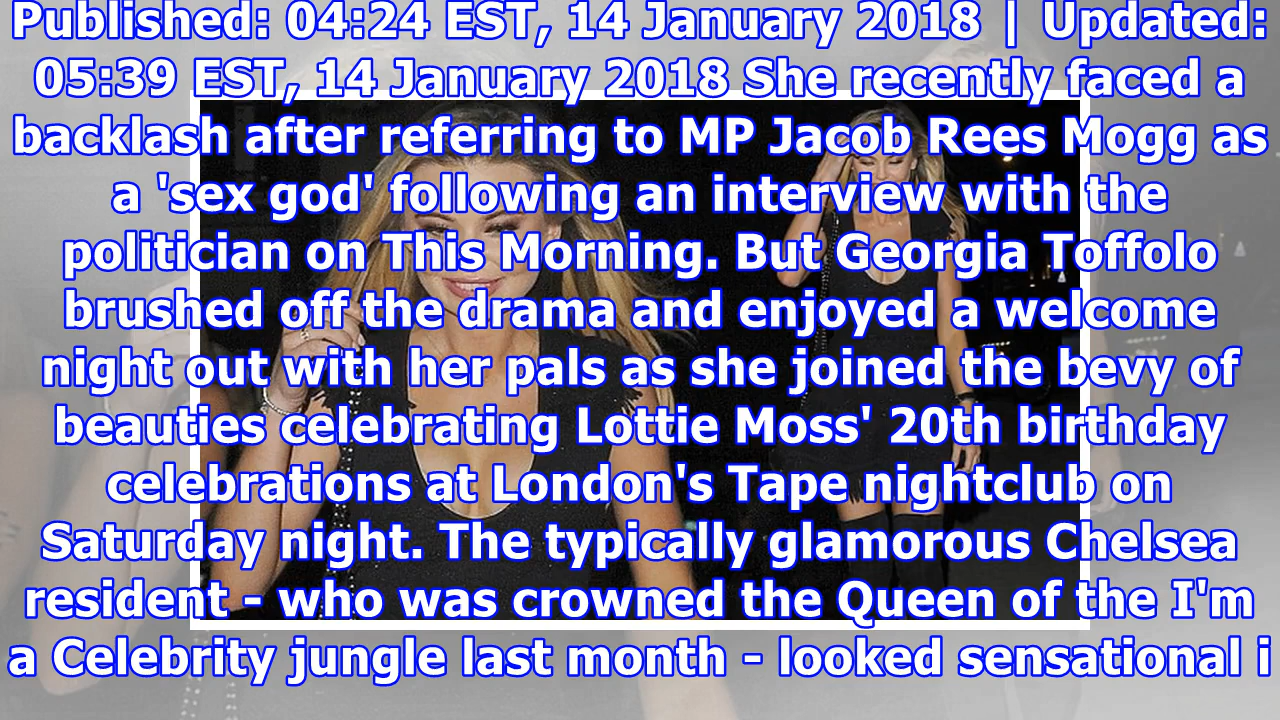 Published: 04:24 EST, 14 January 2018 | Updated:
05:39 EST, 14 January 2018 She recently faced a
backlash after referring to MP Jacob Rees Mogg as
a 'sex god' following an interview with the
politician on This Morning. But Georgia Toffolo
brushed off the drama and enjoyed a welcome
night out with her pals as she joined the bevy of
beauties celebrating Lottie Moss' 20th birthday
celebrations at London's Tape nightclub on
Saturday night. The typically glamorous Chelsea
resident - who was crowned the Queen of the I'm
a Celebrity jungle last month - looked sensational i